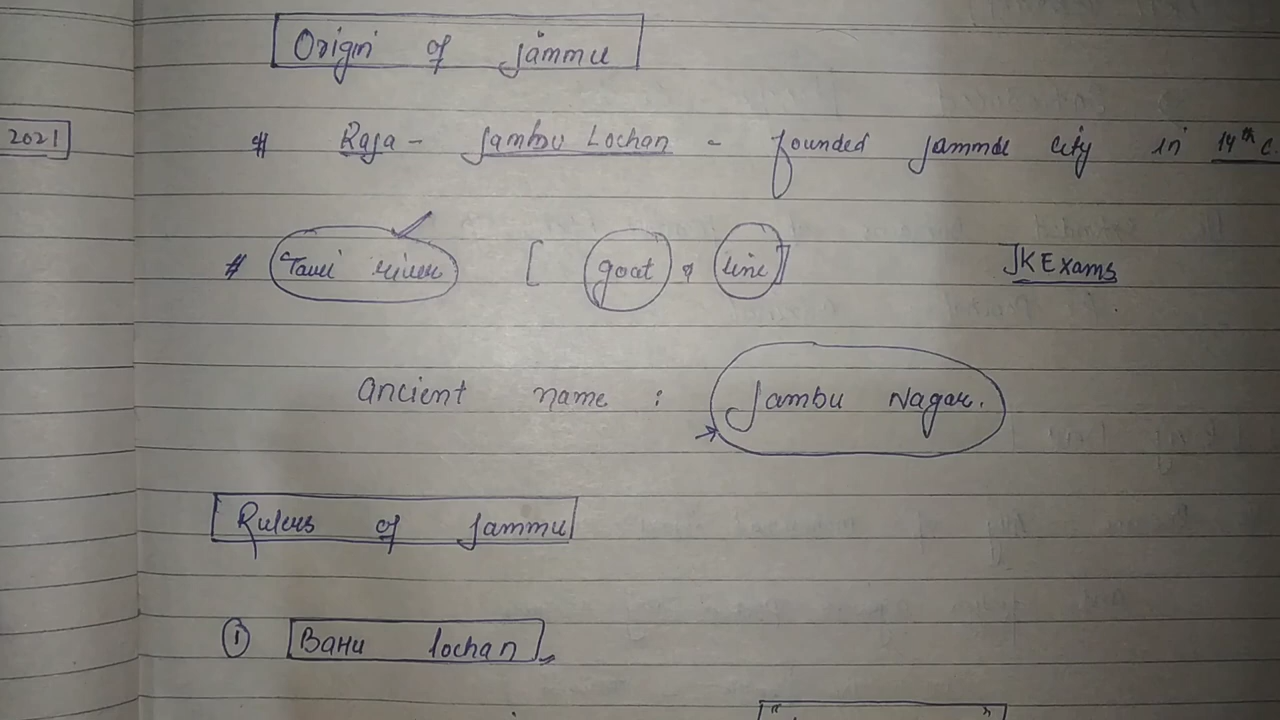 Origin of Jammu
2021
# Raja - Jambu Lochan - founded Jammu city in 14th c.
# Tawi river [ goat & line ]
JKExams
ancient name : Jambu Nagar.
Rulers of Jammu
① Bahu lochan